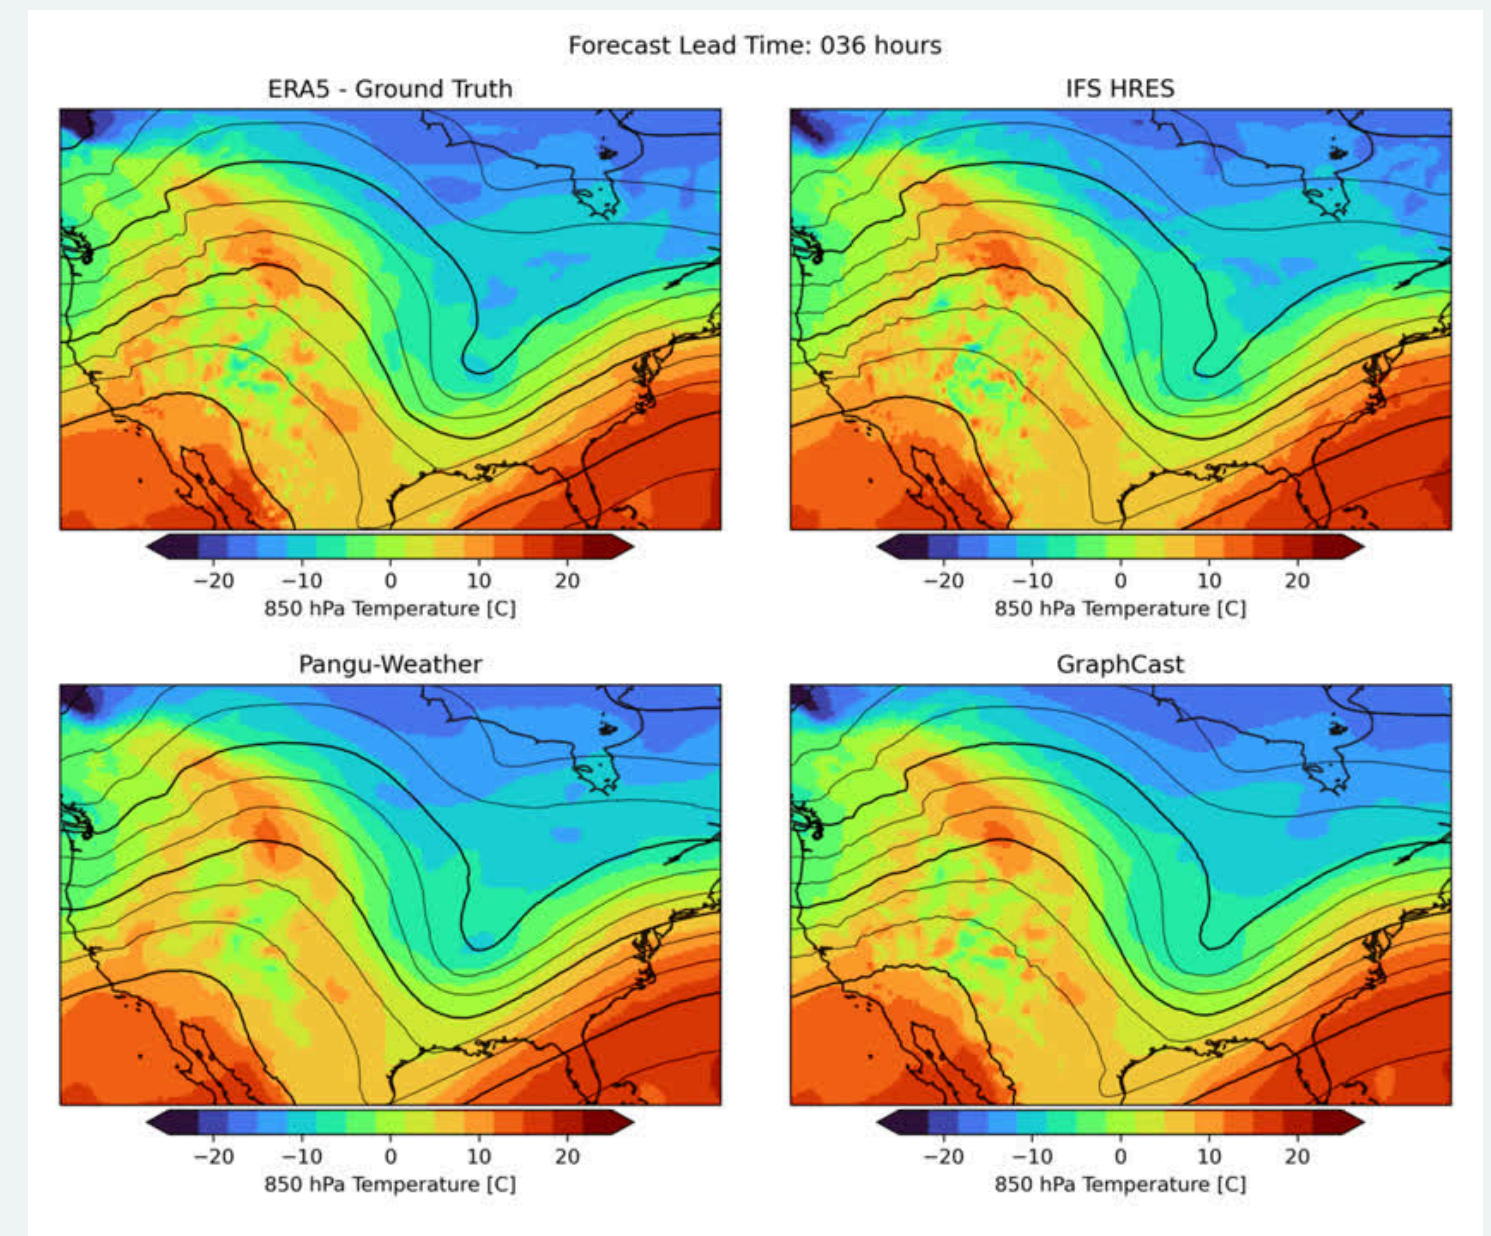 Forecast Lead Time: 036 hours
ERA5 - Ground Truth
IFS HRES
−20 −10 0 10 20
850 hPa Temperature [C]
−20 −10 0 10 20
850 hPa Temperature [C]
Pangu-Weather
GraphCast
−20 −10 0 10 20
850 hPa Temperature [C]
−20 −10 0 10 20
850 hPa Temperature [C]